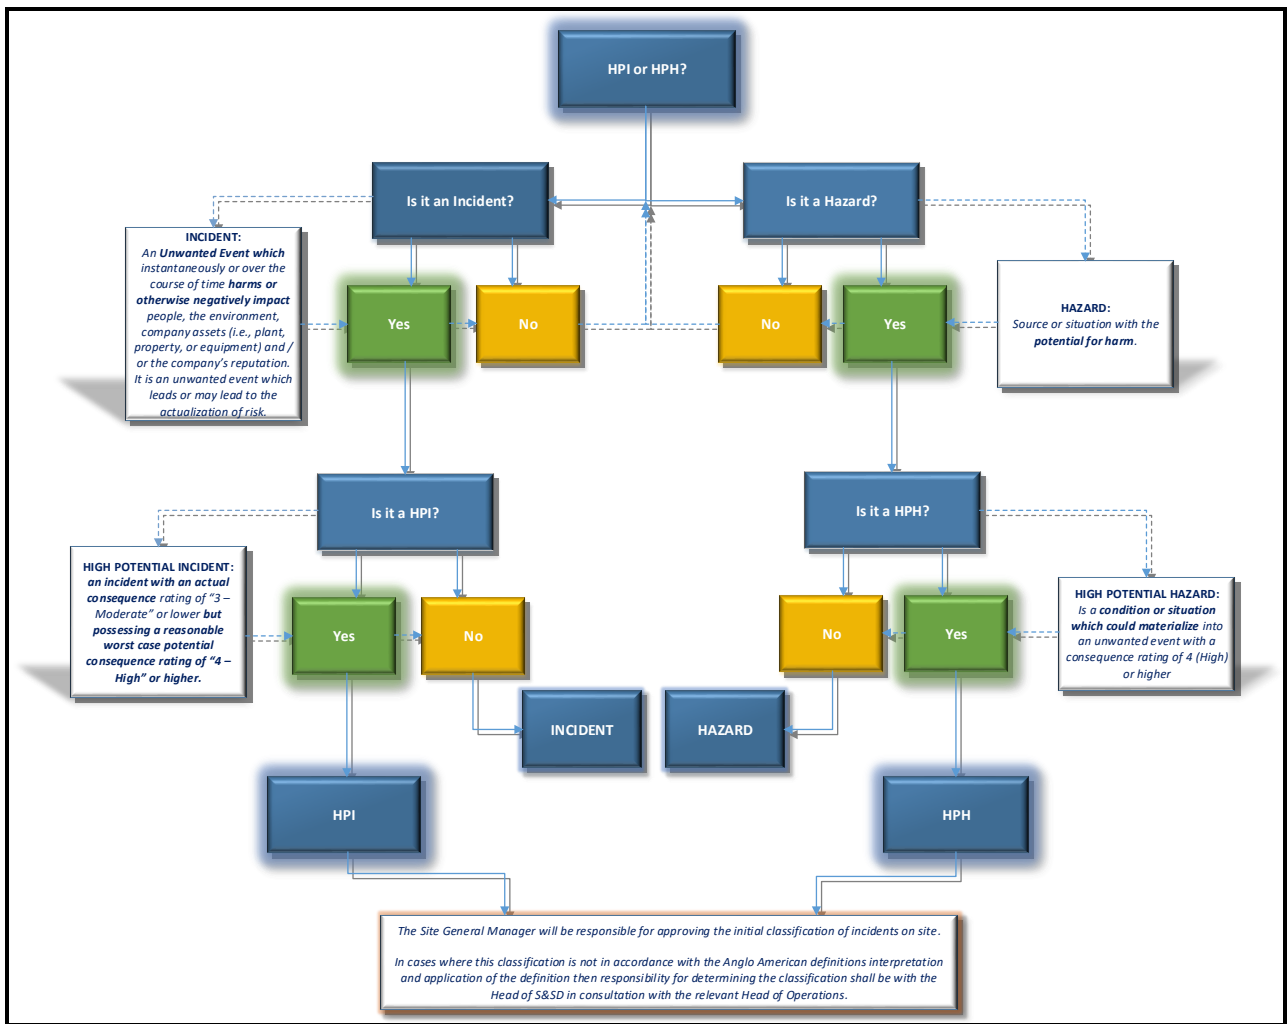 HPI or HPH?
Is it an Incident?
Is it a Hazard?
INCIDENT:
An Unwanted Event which
instantaneously or over the
course of time harms or
otherwise negatively impact
people, the environment,
company assets (i.e., plant,
property, or equipment) and /
or the company's reputation.
It is an unwanted event which
leads or may lead to the
actualization of risk.
Yes
No
No
Yes
HAZARD:
Source or situation with the
potential for harm.
Is it a HPI?
Is it a HPH?
HIGH POTENTIAL INCIDENT:
an incident with an actual
consequence rating of "3 –
Moderate" or lower but
possessing a reasonable
worst case potential
consequence rating of "4 –
High" or higher.
Yes
No
No
Yes
HIGH POTENTIAL HAZARD:
Is a condition or situation
which could materialize into
an unwanted event with a
consequence rating of 4 (High)
or higher
INCIDENT
HAZARD
HPI
HPH
The Site General Manager will be responsible for approving the initial classification of incidents on site.
In cases where this classification is not in accordance with the Anglo American definitions interpretation
and application of the definition then responsibility for determining the classification shall be with the
Head of S&SD in consultation with the relevant Head of Operations.